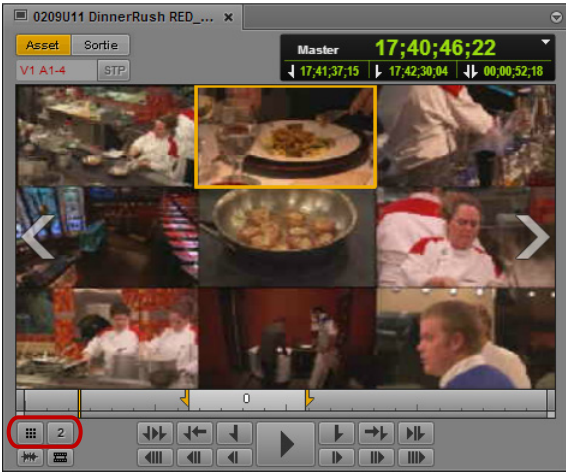 0209U11 DinnerRush RED_... x
Asset Sortie
Master 17;40;46;22
V1 A1-4 STP
17;41;37;15 17;42;30;04 00;00;52;18
0
2